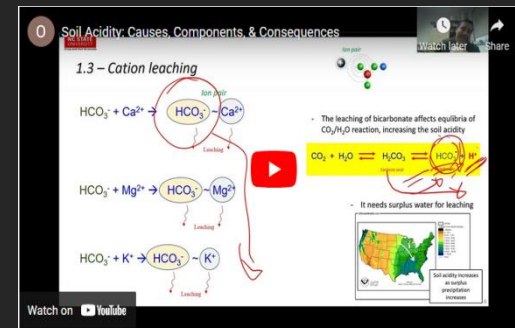 O Soil Acidity: Causes, Components, & Consequences
NC STATE
UNIVERSITY
Watch later
Share
1.3 – Cation leaching
Ion pair
Ion pair
HCO₃⁻ + Ca²⁺ → HCO₃⁻ ~ Ca²⁺
Leaching
- The leaching of bicarbonate affects equilibria of
CO₂/H₂O reaction, increasing the soil acidity
CO₂ + H₂O ⇌ H₂CO₃ ⇌ HCO₃⁻ + H⁺
HCO₃⁻ + Mg²⁺ → HCO₃⁻ ~ Mg²⁺
Leaching
- It needs surplus water for leaching
HCO₃⁻ + K⁺ → HCO₃⁻ ~ K⁺
Leaching
Soil acidity increases
as surplus
precipitation
increases
Watch on YouTube